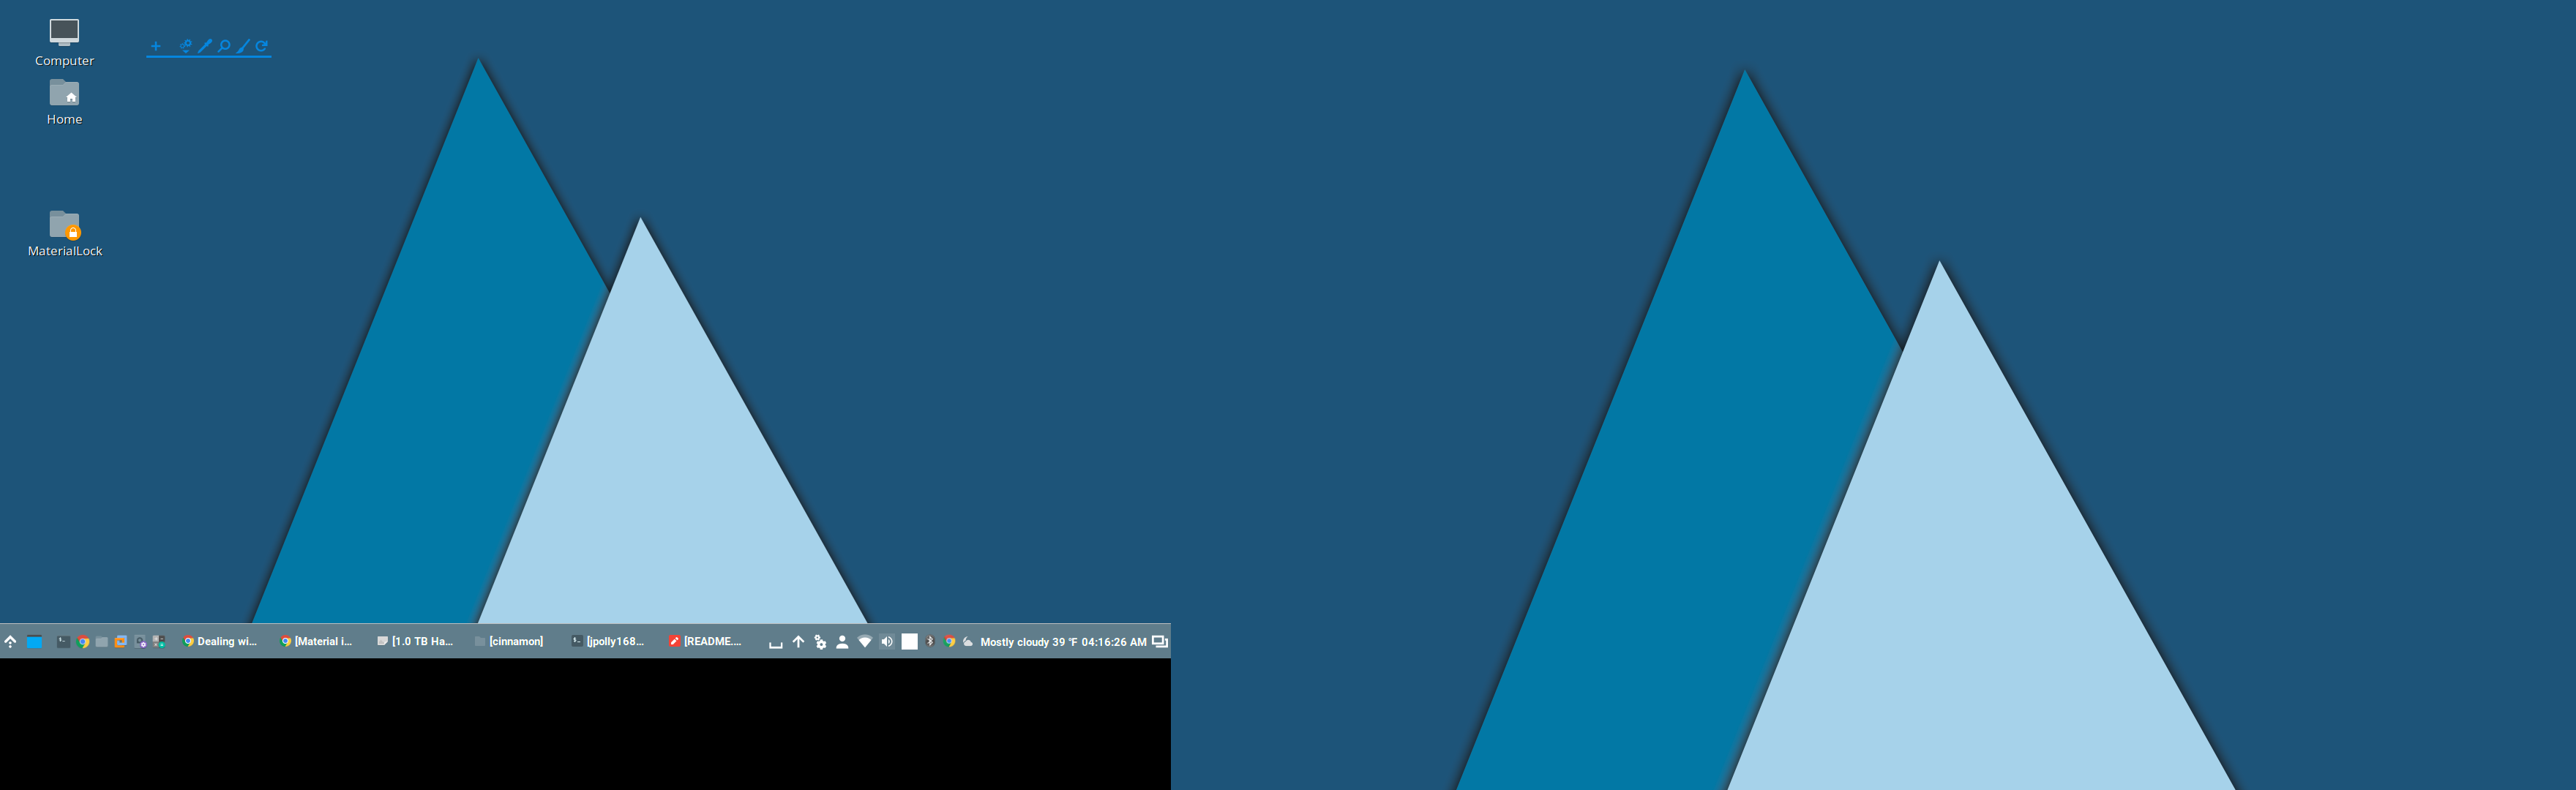 Computer
Home
MaterialLock
Dealing wi...
[Material i...
[1.0 TB Ha...
[cinnamon]
[jpolly168...
[README....
Mostly cloudy 39 °F 04:16:26 AM